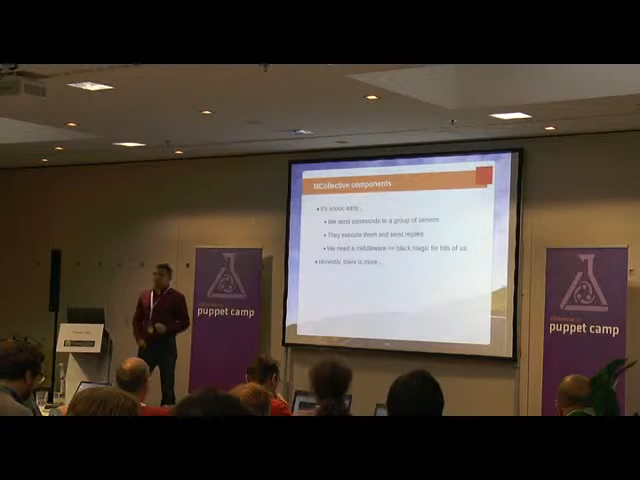 MCollective components
• It's soooo easy...
• We send commands to a group of servers
• They execute them and send replies
• We need a middleware => black magic for lots of us
• Honestly, there is more...
Welcome to
puppet camp
Welcome to
puppet camp